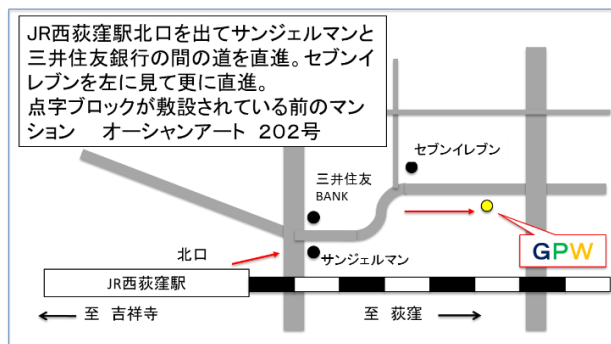 JR西荻窪駅北口を出てサンジェルマンと
三井住友銀行の間の道を直進。セブンイ
レブンを左に見て更に直進。
点字ブロックが敷設されている前のマン
ション　オーシャンアート　202号
セブンイレブン
三井住友
BANK
GPW
北口
サンジェルマン
JR西荻窪駅
至　吉祥寺
至　荻窪